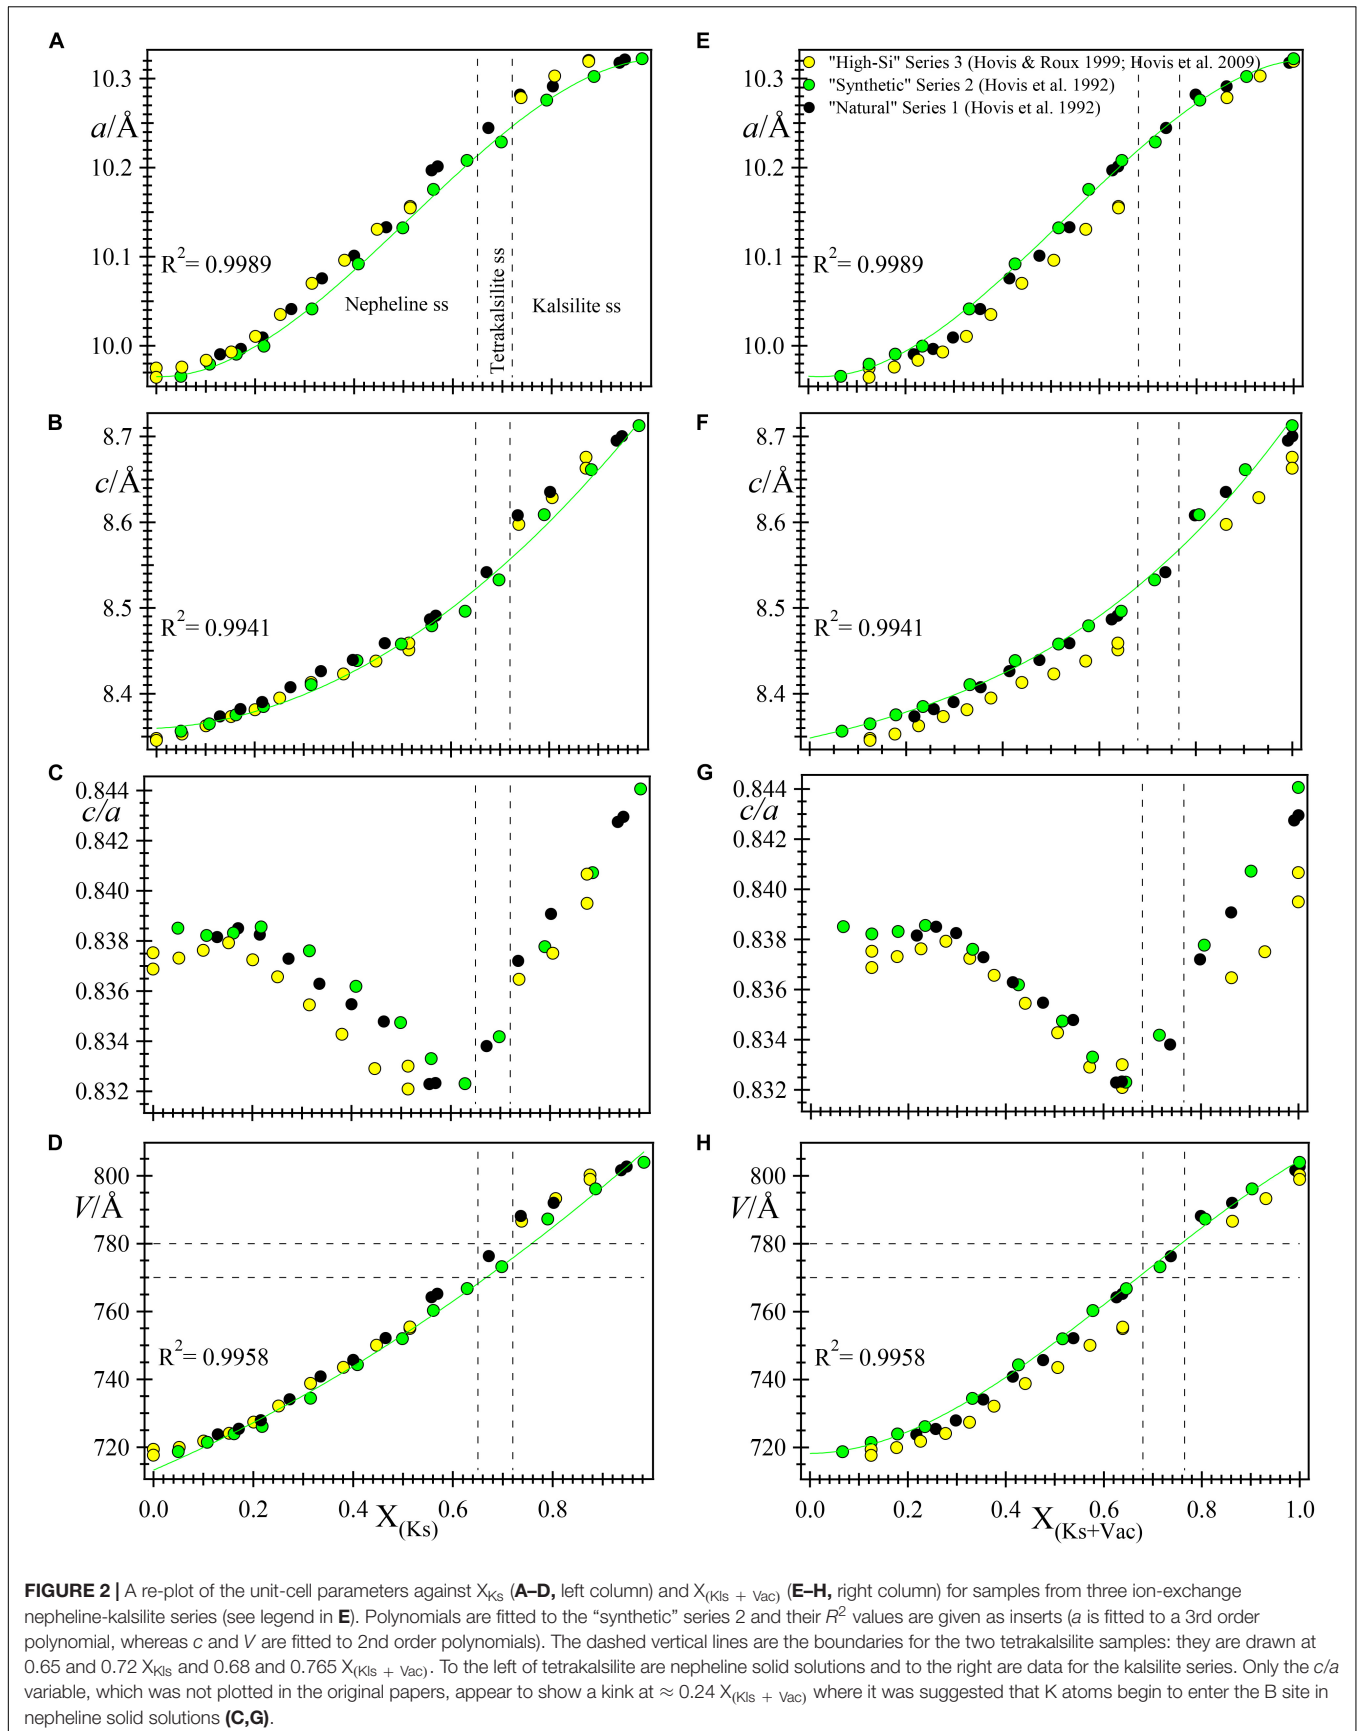 A
10.3
a/Å
10.2
10.1
R²= 0.9989
10.0
Nepheline ss
Tetrakalsilite ss
Kalsilite ss
E
"High-Si" Series 3 (Hovis & Roux 1999; Hovis et al. 2009)
"Synthetic" Series 2 (Hovis et al. 1992)
"Natural" Series 1 (Hovis et al. 1992)
10.3
a/Å
10.2
10.1
R²= 0.9989
10.0
B
8.7
c/Å
8.6
8.5
R²= 0.9941
8.4
F
8.7
c/Å
8.6
8.5
R²= 0.9941
8.4
C
0.844
c/a
0.842
0.840
0.838
0.836
0.834
0.832
G
0.844
c/a
0.842
0.840
0.838
0.836
0.834
0.832
D
800
V/Å
780
760
R²= 0.9958
740
720
0.0 0.2 0.4 0.6 0.8
X(Ks)
H
800
V/Å
780
760
R²= 0.9958
740
720
0.0 0.2 0.4 0.6 0.8 1.0
X(Ks+Vac)
FIGURE 2 | A re-plot of the unit-cell parameters against XKs (A–D, left column) and X(Kls + Vac) (E–H, right column) for samples from three ion-exchange
nepheline-kalsilite series (see legend in E). Polynomials are fitted to the “synthetic” series 2 and their R² values are given as inserts (a is fitted to a 3rd order
polynomial, whereas c and V are fitted to 2nd order polynomials). The dashed vertical lines are the boundaries for the two tetrakalsilite samples: they are drawn at
0.65 and 0.72 XKls and 0.68 and 0.765 X(Kls + Vac). To the left of tetrakalsilite are nepheline solid solutions and to the right are data for the kalsilite series. Only the c/a
variable, which was not plotted in the original papers, appear to show a kink at ≈ 0.24 X(Kls + Vac) where it was suggested that K atoms begin to enter the B site in
nepheline solid solutions (C,G).